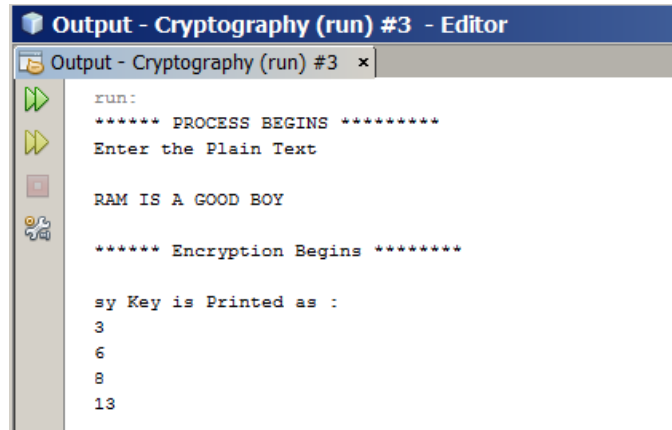 Output - Cryptography (run) #3 - Editor
Output - Cryptography (run) #3 ×
run:
****** PROCESS BEGINS *********
Enter the Plain Text
RAM IS A GOOD BOY
****** Encryption Begins ********
sy Key is Printed as :
3
6
8
13